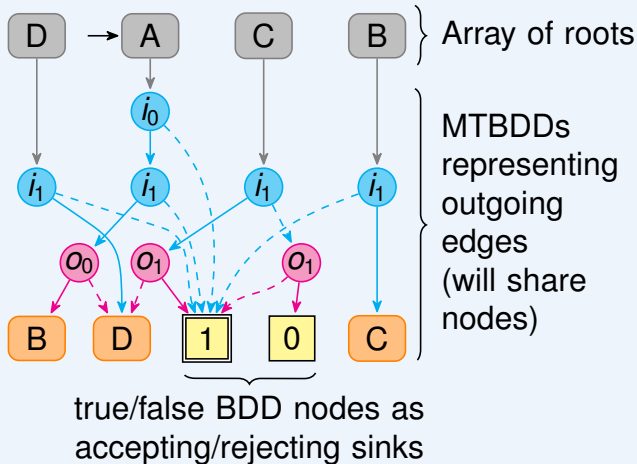 D A C B
Array of roots
i0
i1 i1 i1 i1
MTBDDs
representing
outgoing
edges
(will share
nodes)
o0 o1 o1
B D 1 0 C
true/false BDD nodes as
accepting/rejecting sinks